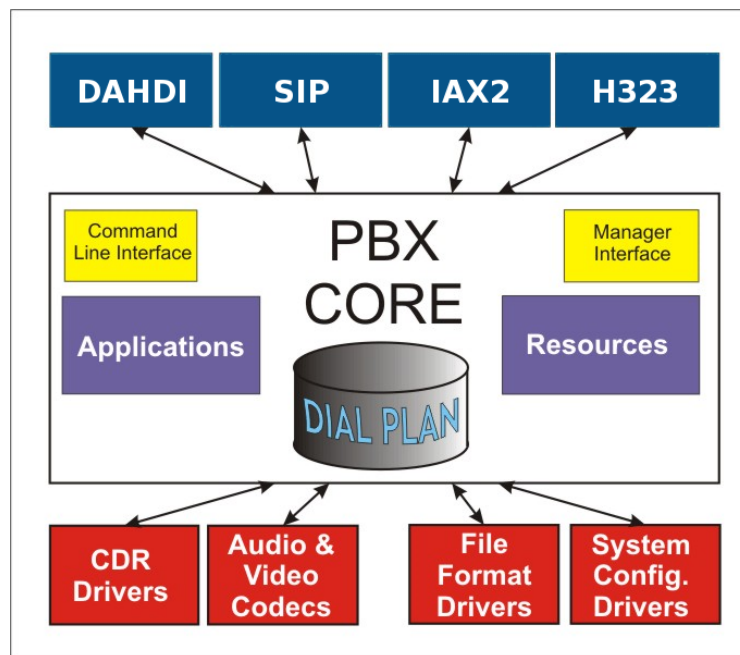 DAHDI
SIP
IAX2
H323
Command
Line Interface
PBX
CORE
Manager
Interface
Applications
Resources
DIAL PLAN
CDR
Drivers
Audio &
Video
Codecs
File
Format
Drivers
System
Config.
Drivers